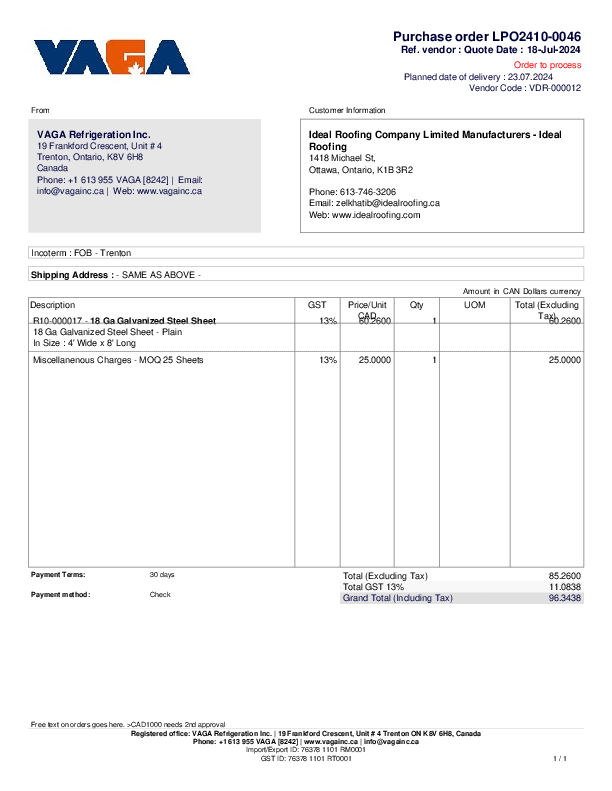 VAGA
Purchase order LPO2410-0046
Ref. vendor : Quote Date : 18-Jul-2024
Order to process
Planned date of delivery : 23.07.2024
Vendor Code : VDR-000012
From
VAGA Refrigeration Inc.
19 Frankford Crescent, Unit # 4
Trenton, Ontario, K8V 6H8
Canada
Phone: +1 613 955 VAGA [8242] | Email:
info@vagainc.ca | Web: www.vagainc.ca
Customer Information
Ideal Roofing Company Limited Manufacturers - Ideal
Roofing
1418 Michael St,
Ottawa, Ontario, K1B 3R2
Phone: 613-746-3206
Email: zelkhatib@idealroofing.ca
Web: www.idealroofing.com
Incoterm : FOB - Trenton
Shipping Address : - SAME AS ABOVE -
Amount in CAN Dollars currency
Description GST Price/Unit CAD Qty UOM Total (Excluding Tax)
R10-000017 - 18 Ga Galvanized Steel Sheet 13% 60.2600 1 60.2600
18 Ga Galvanized Steel Sheet - Plain
In Size : 4' Wide x 8' Long
Miscellanenous Charges - MOQ 25 Sheets 13% 25.0000 1 25.0000
Payment Terms: 30 days
Payment method: Check
Total (Excluding Tax) 85.2600
Total GST 13% 11.0838
Grand Total (Including Tax) 96.3438
Free text on orders goes here. >CAD1000 needs 2nd approval
Registered office: VAGA Refrigeration Inc. | 19 Frankford Crescent, Unit # 4 Trenton ON K8V 6H8, Canada
Phone: +1 613 955 VAGA [8242] | www.vagainc.ca | info@vagainc.ca
Import/Export ID: 76378 1101 RM0001
GST ID: 76378 1101 RT0001
1 / 1